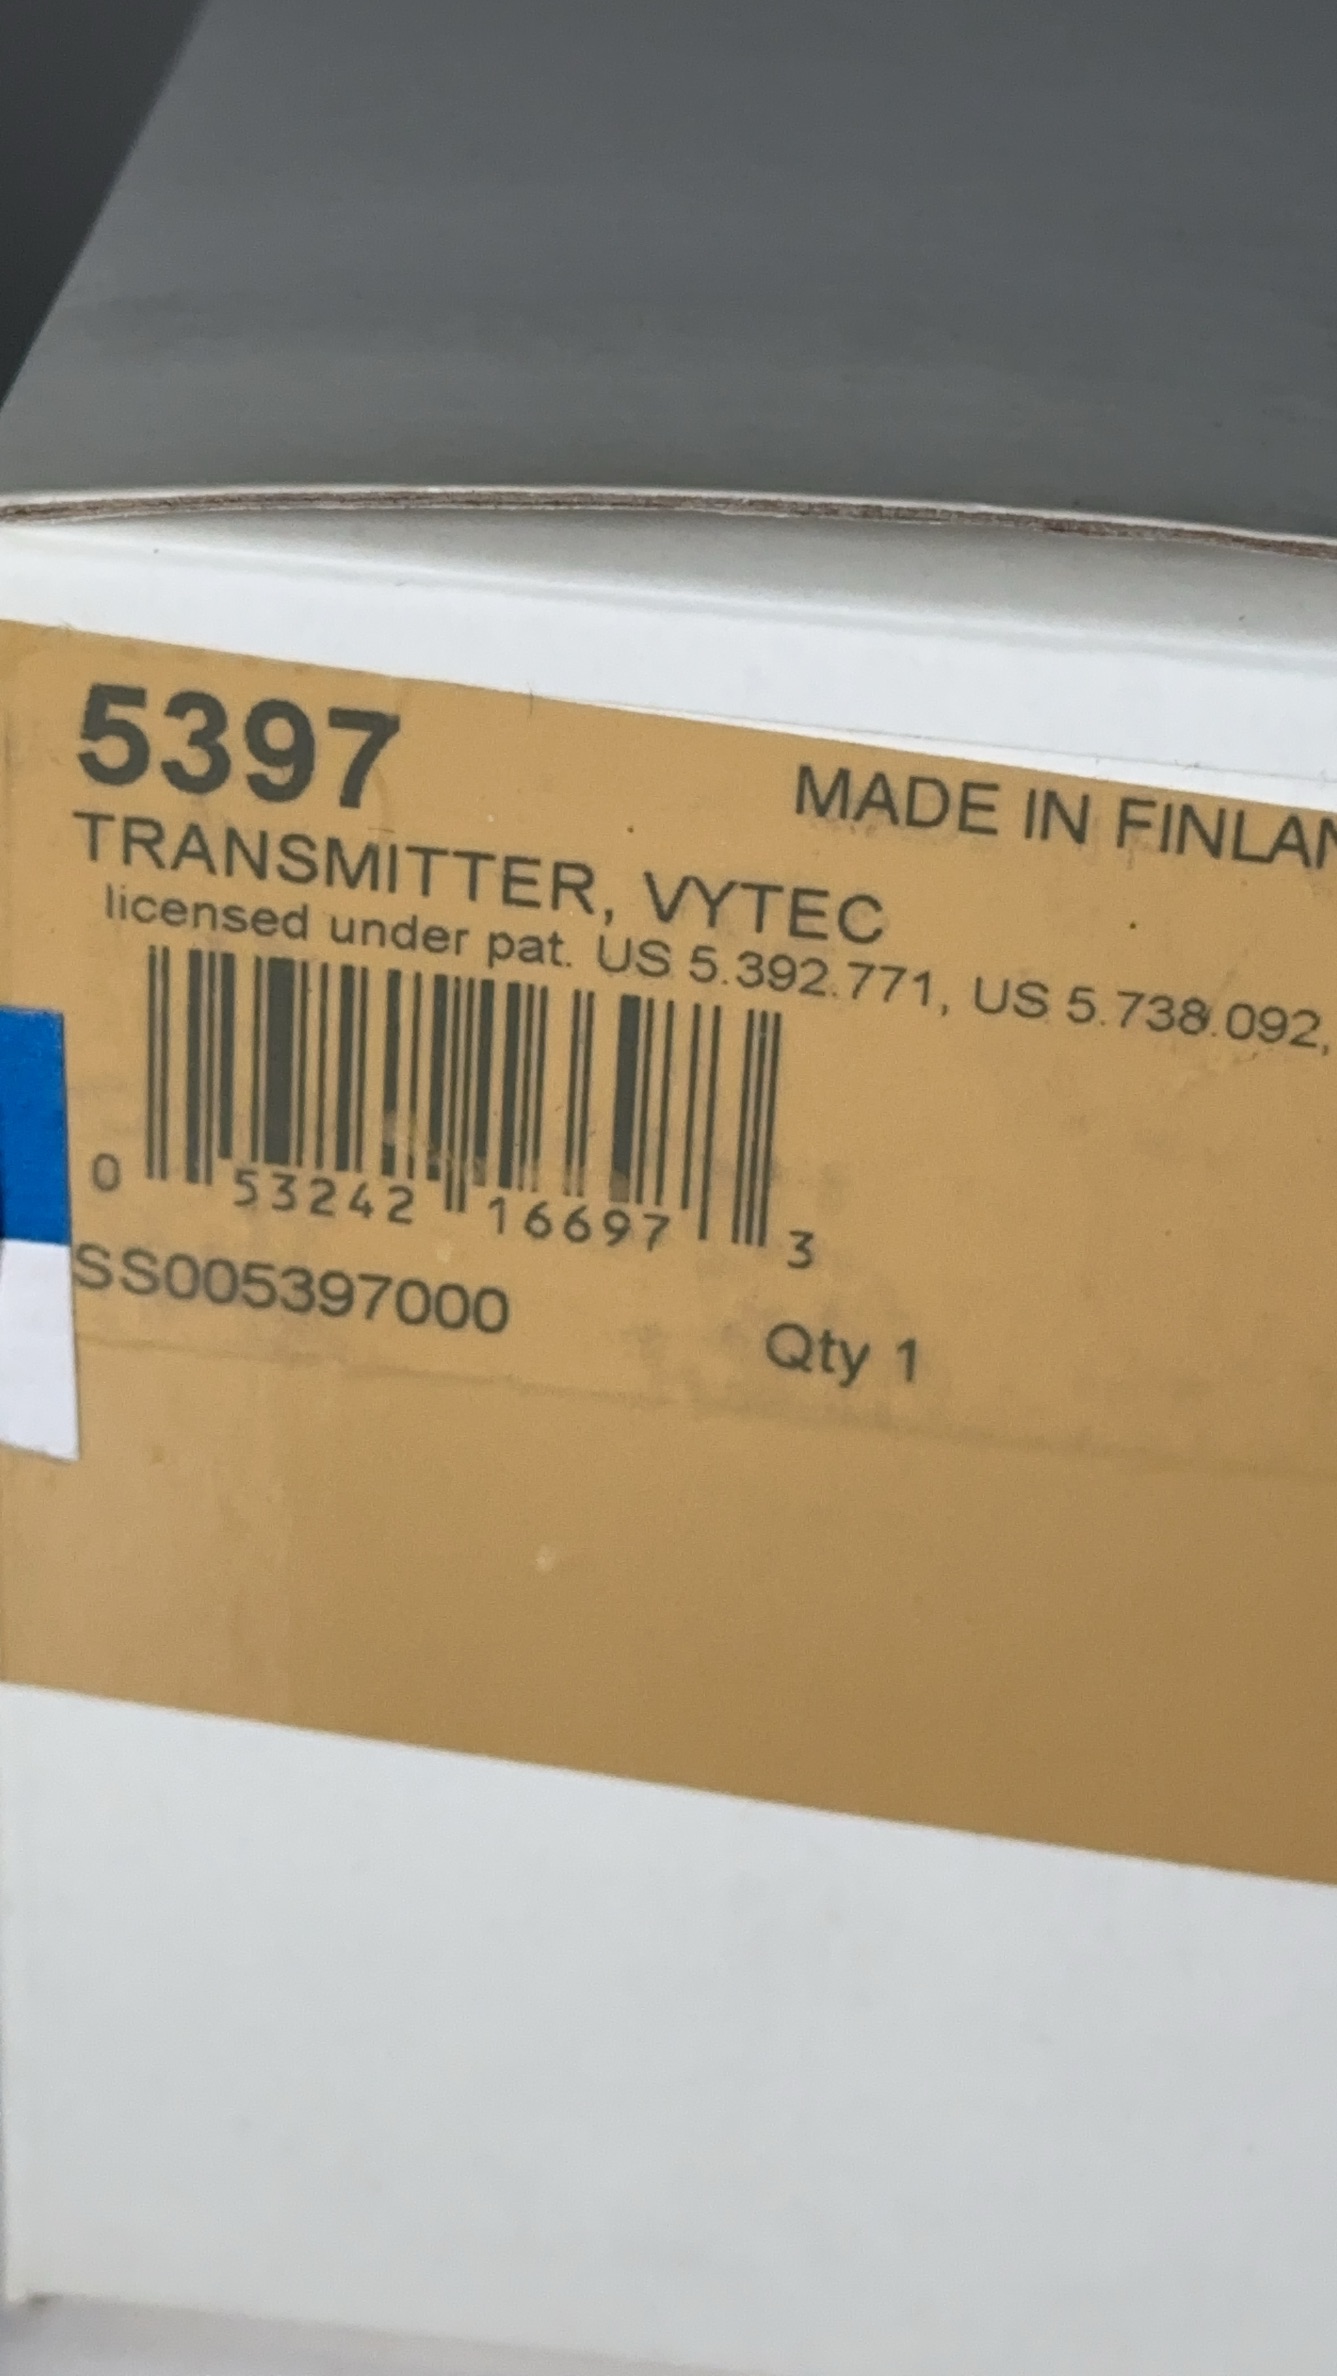 5397
MADE IN FINLAN
TRANSMITTER, VYTEC
licensed under pat. US 5.392.771, US 5.738.092,
0 53242 16697 3
SS005397000
Qty 1